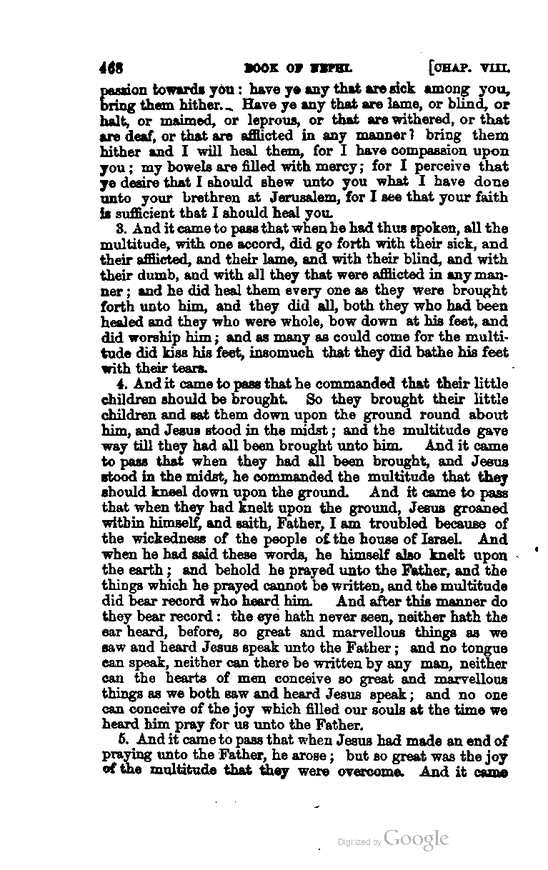 468 BOOK OF NEPHI. [CHAP. VIII.
passion towards you: have ye any that are sick among you,
bring them hither. Have ye any that are lame, or blind, or
halt, or maimed, or leprous, or that are withered, or that
are deaf, or that are afflicted in any manner? bring them
hither and I will heal them, for I have compassion upon
you; my bowels are filled with mercy; for I perceive that
ye desire that I should shew unto you what I have done
unto your brethren at Jerusalem, for I see that your faith
is sufficient that I should heal you.
3. And it came to pass that when he had thus spoken, all the
multitude, with one accord, did go forth with their sick, and
their afflicted, and their lame, and with their blind, and with
their dumb, and with all they that were afflicted in any man-
ner; and he did heal them every one as they were brought
forth unto him, and they did all, both they who had been
healed and they who were whole, bow down at his feet, and
did worship him; and as many as could come for the multi-
tude did kiss his feet, insomuch that they did bathe his feet
with their tears.
4. And it came to pass that he commanded that their little
children should be brought. So they brought their little
children and sat them down upon the ground round about
him, and Jesus stood in the midst; and the multitude gave
way till they had all been brought unto him. And it came
to pass that when they had all been brought, and Jesus
stood in the midst, he commanded the multitude that they
should kneel down upon the ground. And it came to pass
that when they had knelt upon the ground, Jesus groaned
within himself, and saith, Father, I am troubled because of
the wickedness of the people of the house of Israel. And
when he had said these words, he himself also knelt upon
the earth; and behold he prayed unto the Father, and the
things which he prayed cannot be written, and the multitude
did bear record who heard him. And after this manner do
they bear record: the eye hath never seen, neither hath the
ear heard, before, so great and marvellous things as we
saw and heard Jesus speak unto the Father; and no tongue
can speak, neither can there be written by any man, neither
can the hearts of men conceive so great and marvellous
things as we both saw and heard Jesus speak; and no one
can conceive of the joy which filled our souls at the time we
heard him pray for us unto the Father.
5. And it came to pass that when Jesus had made an end of
praying unto the Father, he arose; but so great was the joy
of the multitude that they were overcome. And it came
Digitized by Google